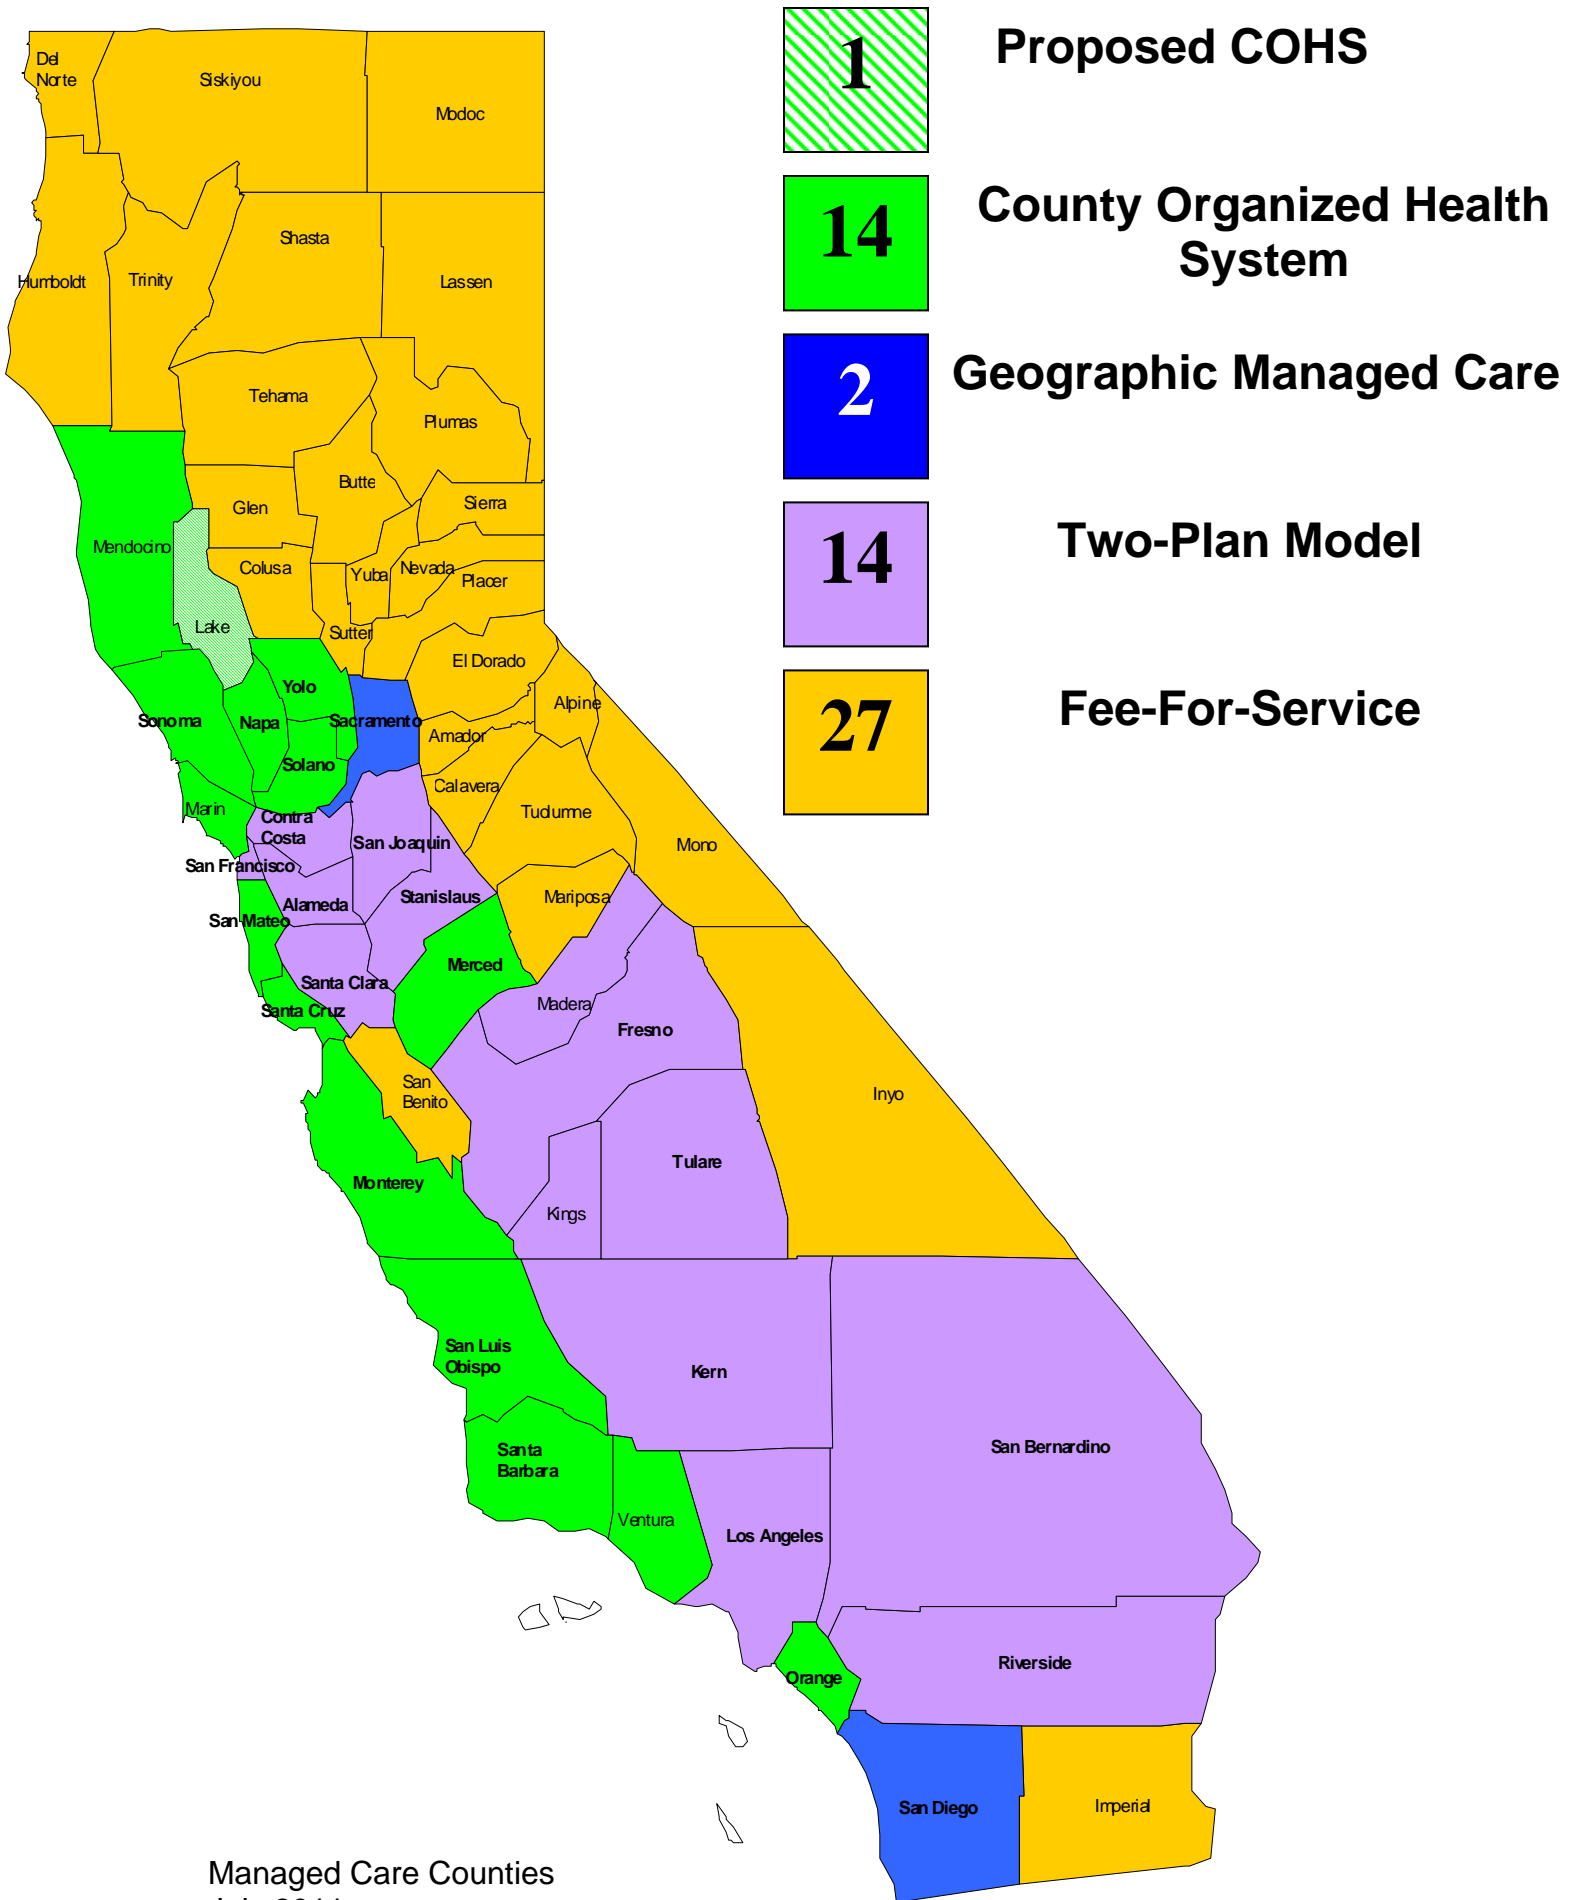 1
Proposed COHS
14
County Organized Health
System
2
Geographic Managed Care
14
Two-Plan Model
27
Fee-For-Service
Del
Norte
Siskiyou
Modoc
Humboldt
Trinity
Shasta
Lassen
Tehama
Plumas
Butte
Glen
Sierra
Mendocino
Colusa
Yuba
Nevada
Placer
Lake
Sutter
El Dorado
Yolo
Alpine
Sonoma
Napa
Sacramento
Amador
Solano
Calavera
Marin
Contra
Costa
Tuolumne
San Joaquin
Mono
San Francisco
Stanislaus
Mariposa
Alameda
San Mateo
Merced
Santa Clara
Madera
Santa Cruz
Fresno
San
Benito
Inyo
Tulare
Monterey
Kings
San Luis
Obispo
Kern
San Bernardino
Santa
Barbara
Ventura
Los Angeles
Riverside
Orange
San Diego
Imperial
Managed Care Counties